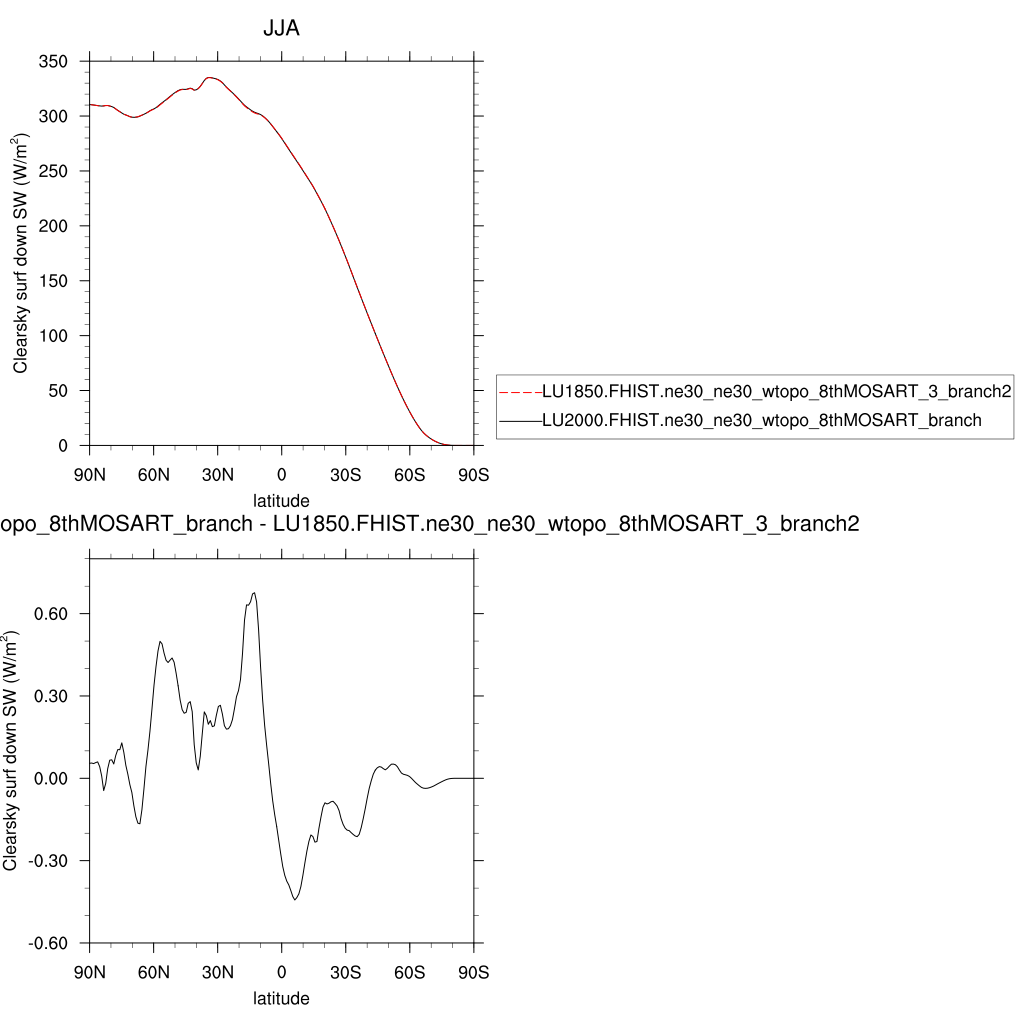 JJA
350
300
250
200
150
100
50
0
Clearsky surf down SW (W/m²)
90N 60N 30N 0 30S 60S 90S
latitude
LU1850.FHIST.ne30_ne30_wtopo_8thMOSART_3_branch2
LU2000.FHIST.ne30_ne30_wtopo_8thMOSART_branch
opo_8thMOSART_branch - LU1850.FHIST.ne30_ne30_wtopo_8thMOSART_3_branch2
0.60
0.30
0.00
-0.30
-0.60
Clearsky surf down SW (W/m²)
90N 60N 30N 0 30S 60S 90S
latitude